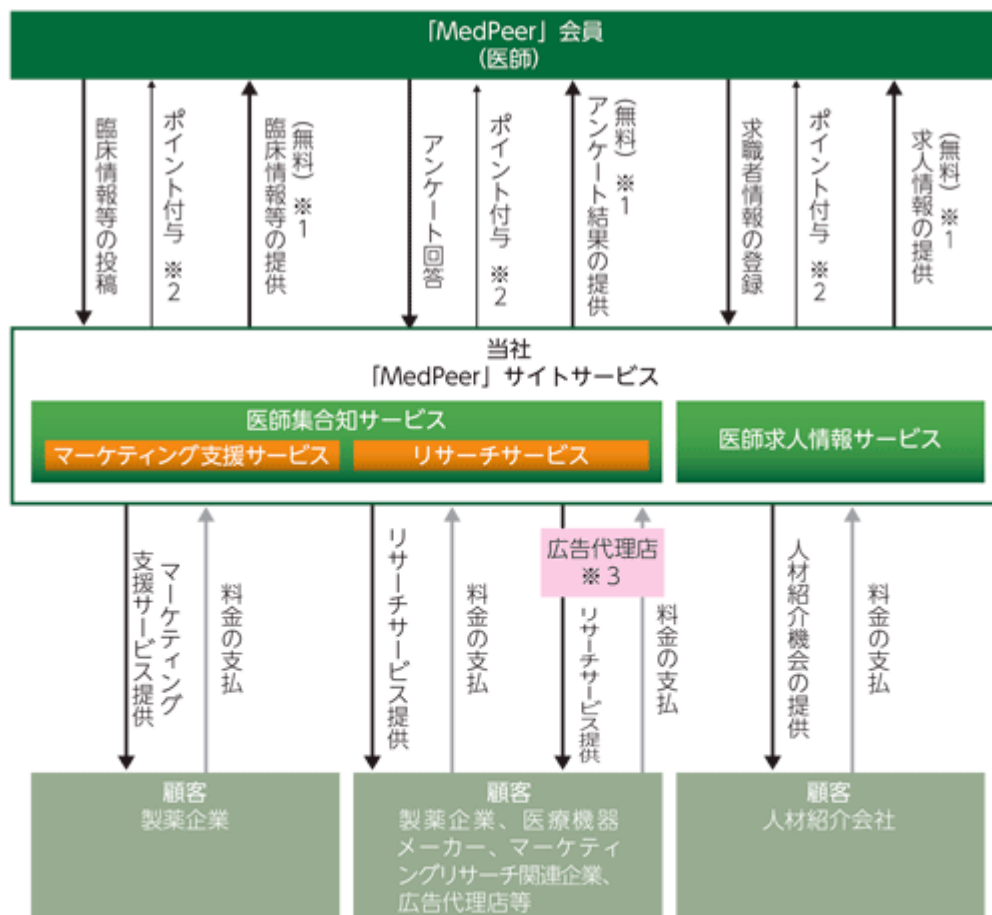 「MedPeer」会員
(医師)
臨床情報等の投稿
ポイント付与 ※2
(無料) ※1
臨床情報等の提供
アンケート回答
ポイント付与 ※2
(無料) ※1
アンケート結果の提供
求職者情報の登録
ポイント付与 ※2
(無料) ※1
求人情報の提供
当社
「MedPeer」サイトサービス
医師集合知サービス
マーケティング支援サービス
リサーチサービス
医師求人情報サービス
マーケティング
支援サービス提供
料金の支払
リサーチサービス提供
料金の支払
広告代理店
※3
リサーチサービス提供
料金の支払
人材紹介機会の提供
料金の支払
顧客
製薬企業
顧客
製薬企業、医療機器
メーカー、マーケティ
ングリサーチ関連企業、
広告代理店等
顧客
人材紹介会社